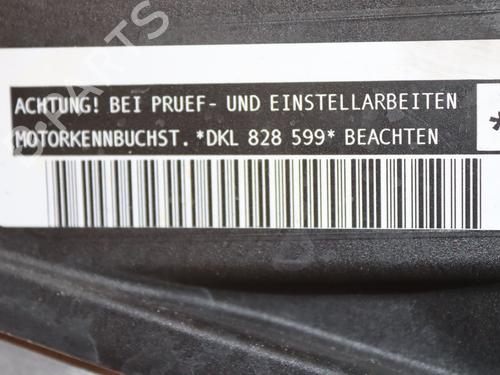 ACHTUNG! BEI PRUEF- UND EINSTELLARBEITEN
MOTORKENNBUCHST. *DKL 828 599* BEACHTEN
*